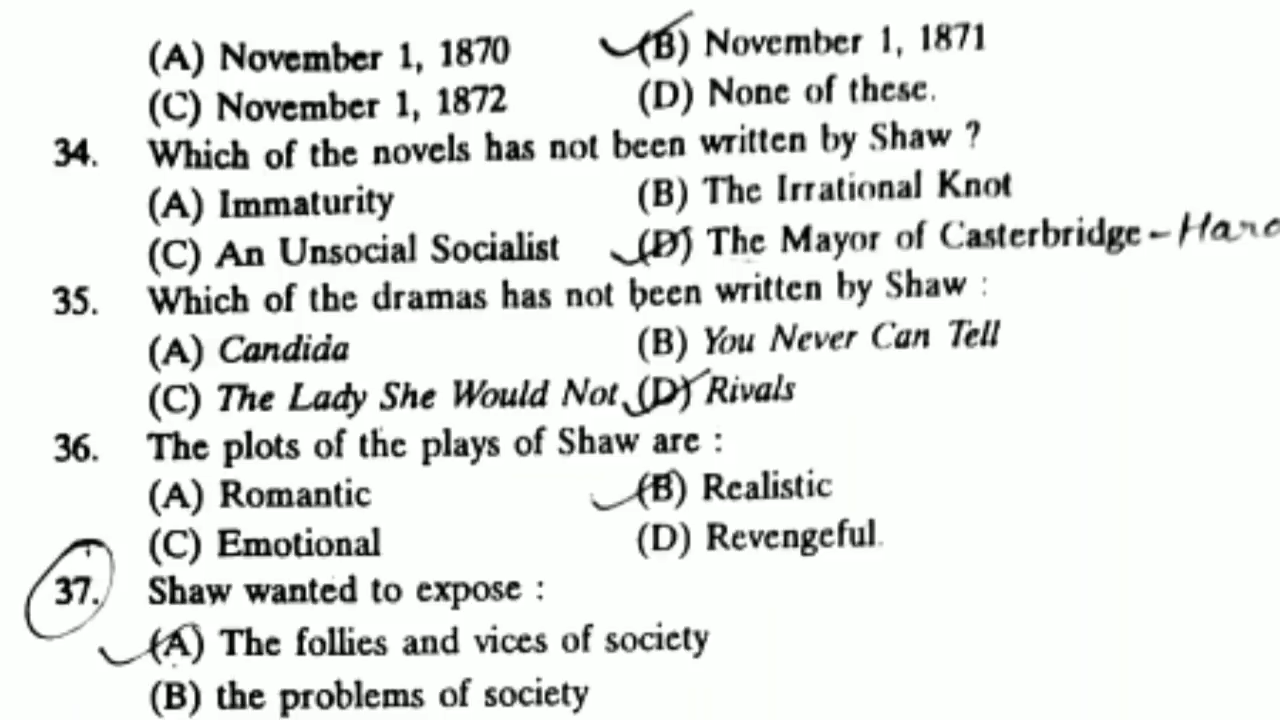 (A) November 1, 1870 (B) November 1, 1871
(C) November 1, 1872 (D) None of these.
34. Which of the novels has not been written by Shaw ?
(A) Immaturity (B) The Irrational Knot
(C) An Unsocial Socialist (D) The Mayor of Casterbridge - Hard
35. Which of the dramas has not been written by Shaw :
(A) Candida (B) You Never Can Tell
(C) The Lady She Would Not (D) Rivals
36. The plots of the plays of Shaw are :
(A) Romantic (B) Realistic
(C) Emotional (D) Revengeful.
37. Shaw wanted to expose :
(A) The follies and vices of society
(B) the problems of society